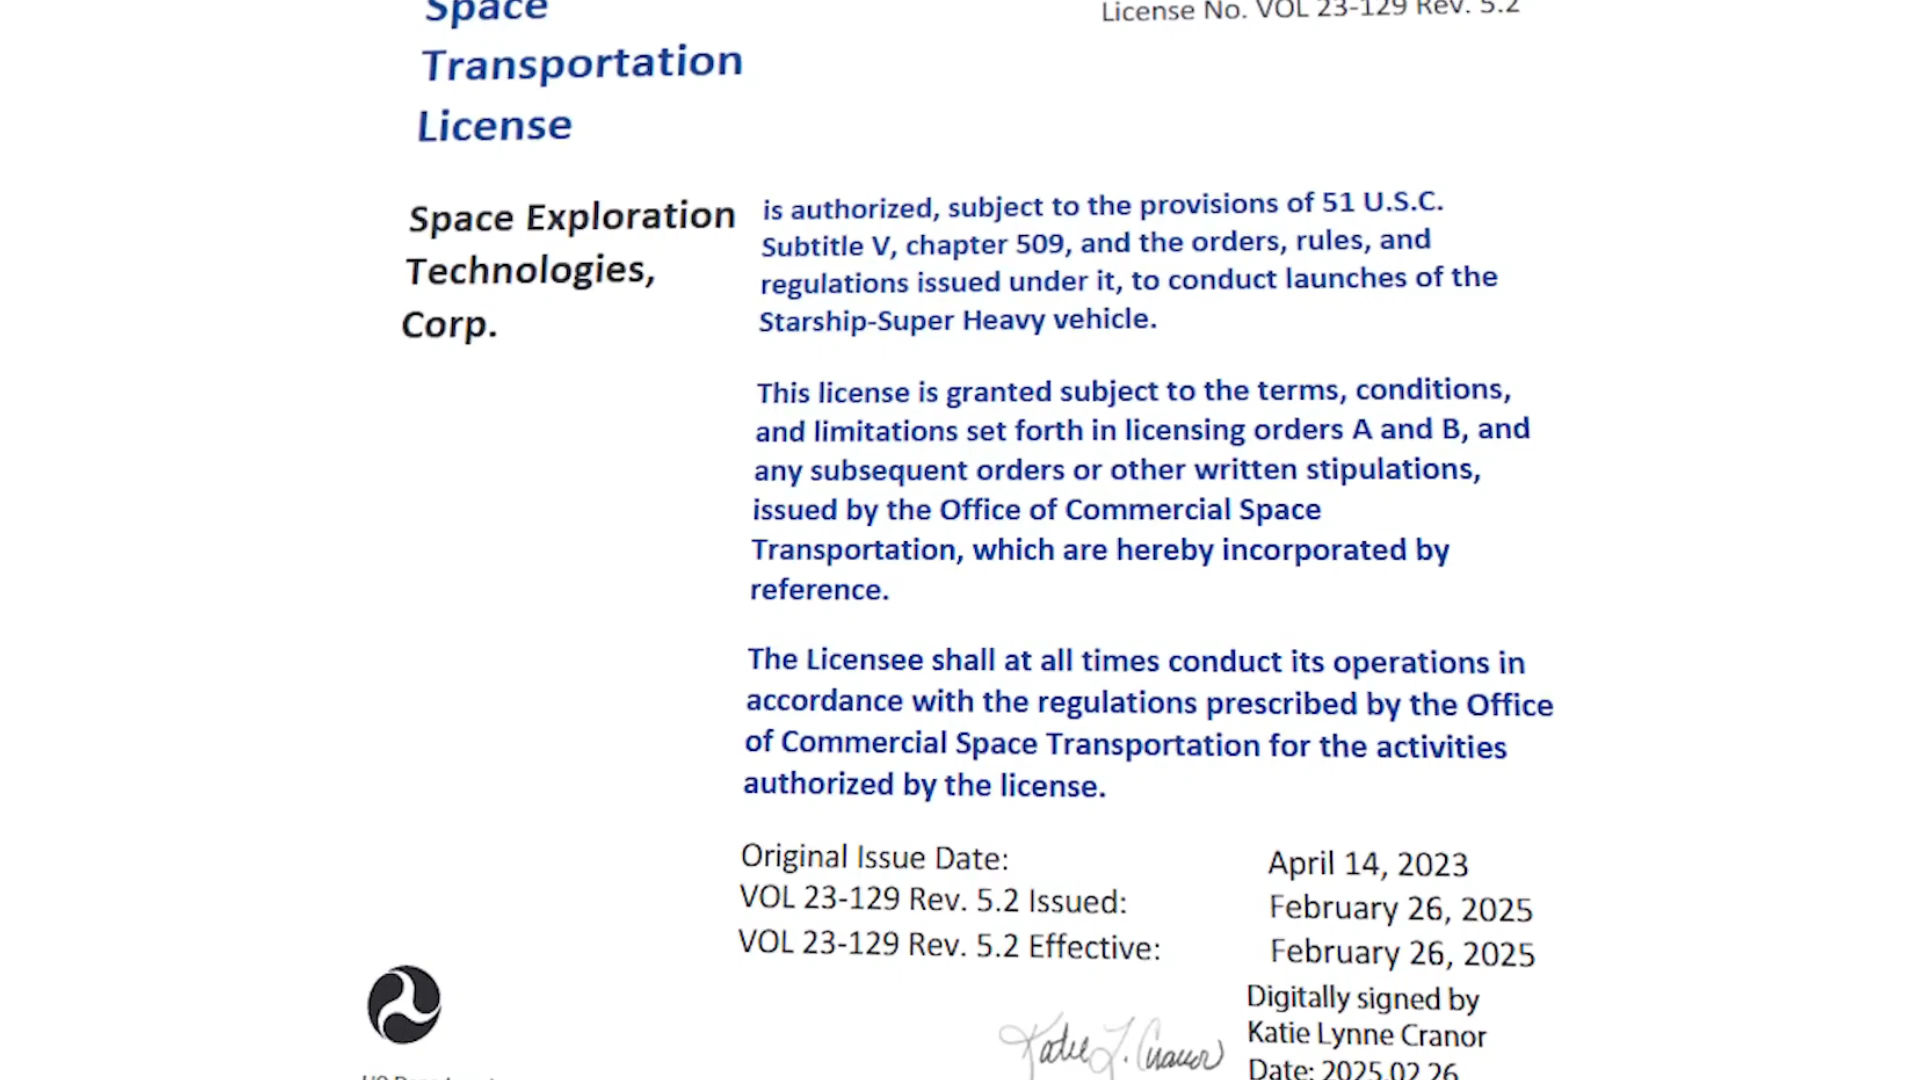 Space
Transportation
License
License No. VOL 23-129 Rev. 5.2
Space Exploration
Technologies,
Corp.
is authorized, subject to the provisions of 51 U.S.C.
Subtitle V, chapter 509, and the orders, rules, and
regulations issued under it, to conduct launches of the
Starship-Super Heavy vehicle.
This license is granted subject to the terms, conditions,
and limitations set forth in licensing orders A and B, and
any subsequent orders or other written stipulations,
issued by the Office of Commercial Space
Transportation, which are hereby incorporated by
reference.
The Licensee shall at all times conduct its operations in
accordance with the regulations prescribed by the Office
of Commercial Space Transportation for the activities
authorized by the license.
Original Issue Date: April 14, 2023
VOL 23-129 Rev. 5.2 Issued: February 26, 2025
VOL 23-129 Rev. 5.2 Effective: February 26, 2025
Katie L. Cranor
Digitally signed by
Katie Lynne Cranor
Date: 2025.02.26